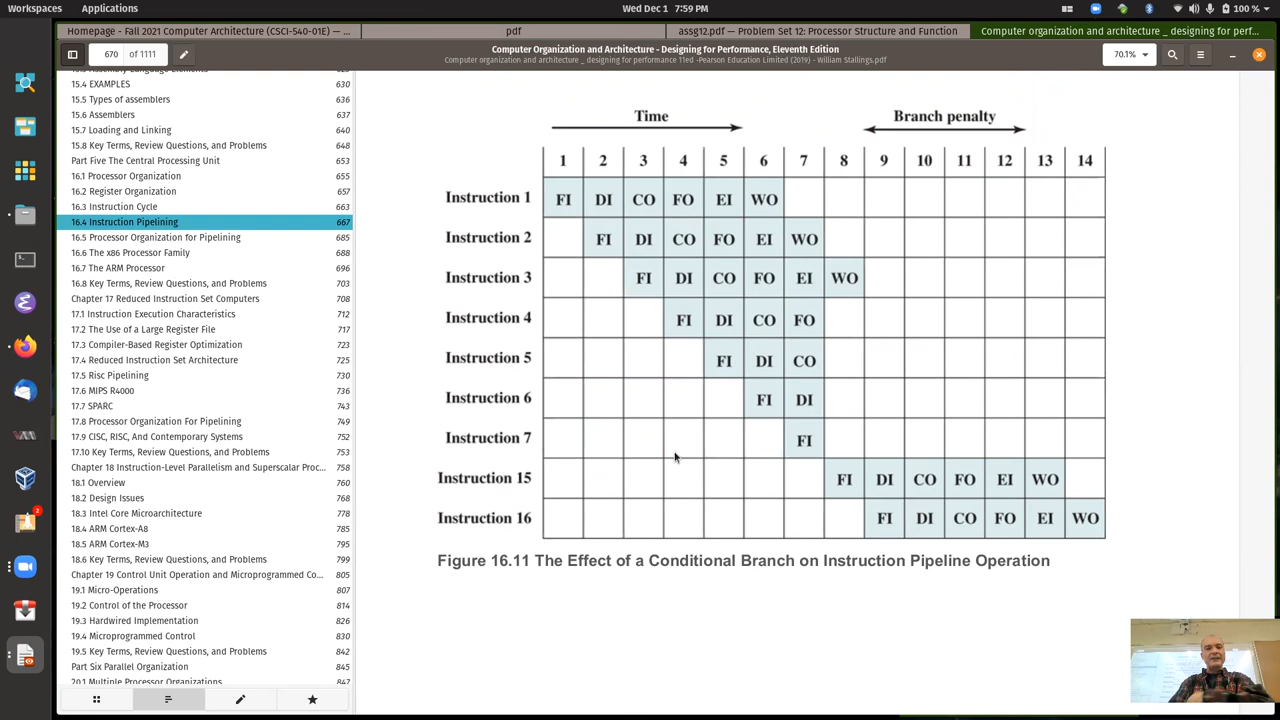 Workspaces Applications Wed Dec 1 7:59 PM 100 %
Homepage - Fall 2021 Computer Architecture (CSCI-540-01E) — ... pdf assg12.pdf — Problem Set 12: Processor Structure and Function Computer organization and architecture _ designing for perf...
670 of 1111 Computer Organization and Architecture - Designing for Performance, Eleventh Edition 70.1%
Computer organization and architecture _ designing for performance 11ed -Pearson Education Limited (2019) - William Stallings.pdf
15.4 EXAMPLES 630
15.5 Types of assemblers 636
15.6 Assemblers 637
15.7 Loading and Linking 640
15.8 Key Terms, Review Questions, and Problems 648
Part Five The Central Processing Unit 653
16.1 Processor Organization 655
16.2 Register Organization 657
16.3 Instruction Cycle 663
16.4 Instruction Pipelining 667
16.5 Processor Organization for Pipelining 685
16.6 The x86 Processor Family 688
16.7 The ARM Processor 696
16.8 Key Terms, Review Questions, and Problems 703
Chapter 17 Reduced Instruction Set Computers 708
17.1 Instruction Execution Characteristics 712
17.2 The Use of a Large Register File 717
17.3 Compiler-Based Register Optimization 723
17.4 Reduced Instruction Set Architecture 725
17.5 Risc Pipelining 730
17.6 MIPS R4000 736
17.7 SPARC 743
17.8 Processor Organization For Pipelining 749
17.9 CISC, RISC, And Contemporary Systems 752
17.10 Key Terms, Review Questions, and Problems 753
Chapter 18 Instruction-Level Parallelism and Superscalar Proc... 758
18.1 Overview 760
18.2 Design Issues 768
18.3 Intel Core Microarchitecture 778
18.4 ARM Cortex-A8 785
18.5 ARM Cortex-M3 795
18.6 Key Terms, Review Questions, and Problems 799
Chapter 19 Control Unit Operation and Microprogrammed Co... 805
19.1 Micro-Operations 807
19.2 Control of the Processor 814
19.3 Hardwired Implementation 826
19.4 Microprogrammed Control 830
19.5 Key Terms, Review Questions, and Problems 842
Part Six Parallel Organization 845
20.1 Multiple Processor Organizations 847
2
Time Branch penalty
1 2 3 4 5 6 7 8 9 10 11 12 13 14
Instruction 1 FI DI CO FO EI WO
Instruction 2 FI DI CO FO EI WO
Instruction 3 FI DI CO FO EI WO
Instruction 4 FI DI CO FO
Instruction 5 FI DI CO
Instruction 6 FI DI
Instruction 7 FI
Instruction 15 FI DI CO FO EI WO
Instruction 16 FI DI CO FO EI WO
Figure 16.11 The Effect of a Conditional Branch on Instruction Pipeline Operation